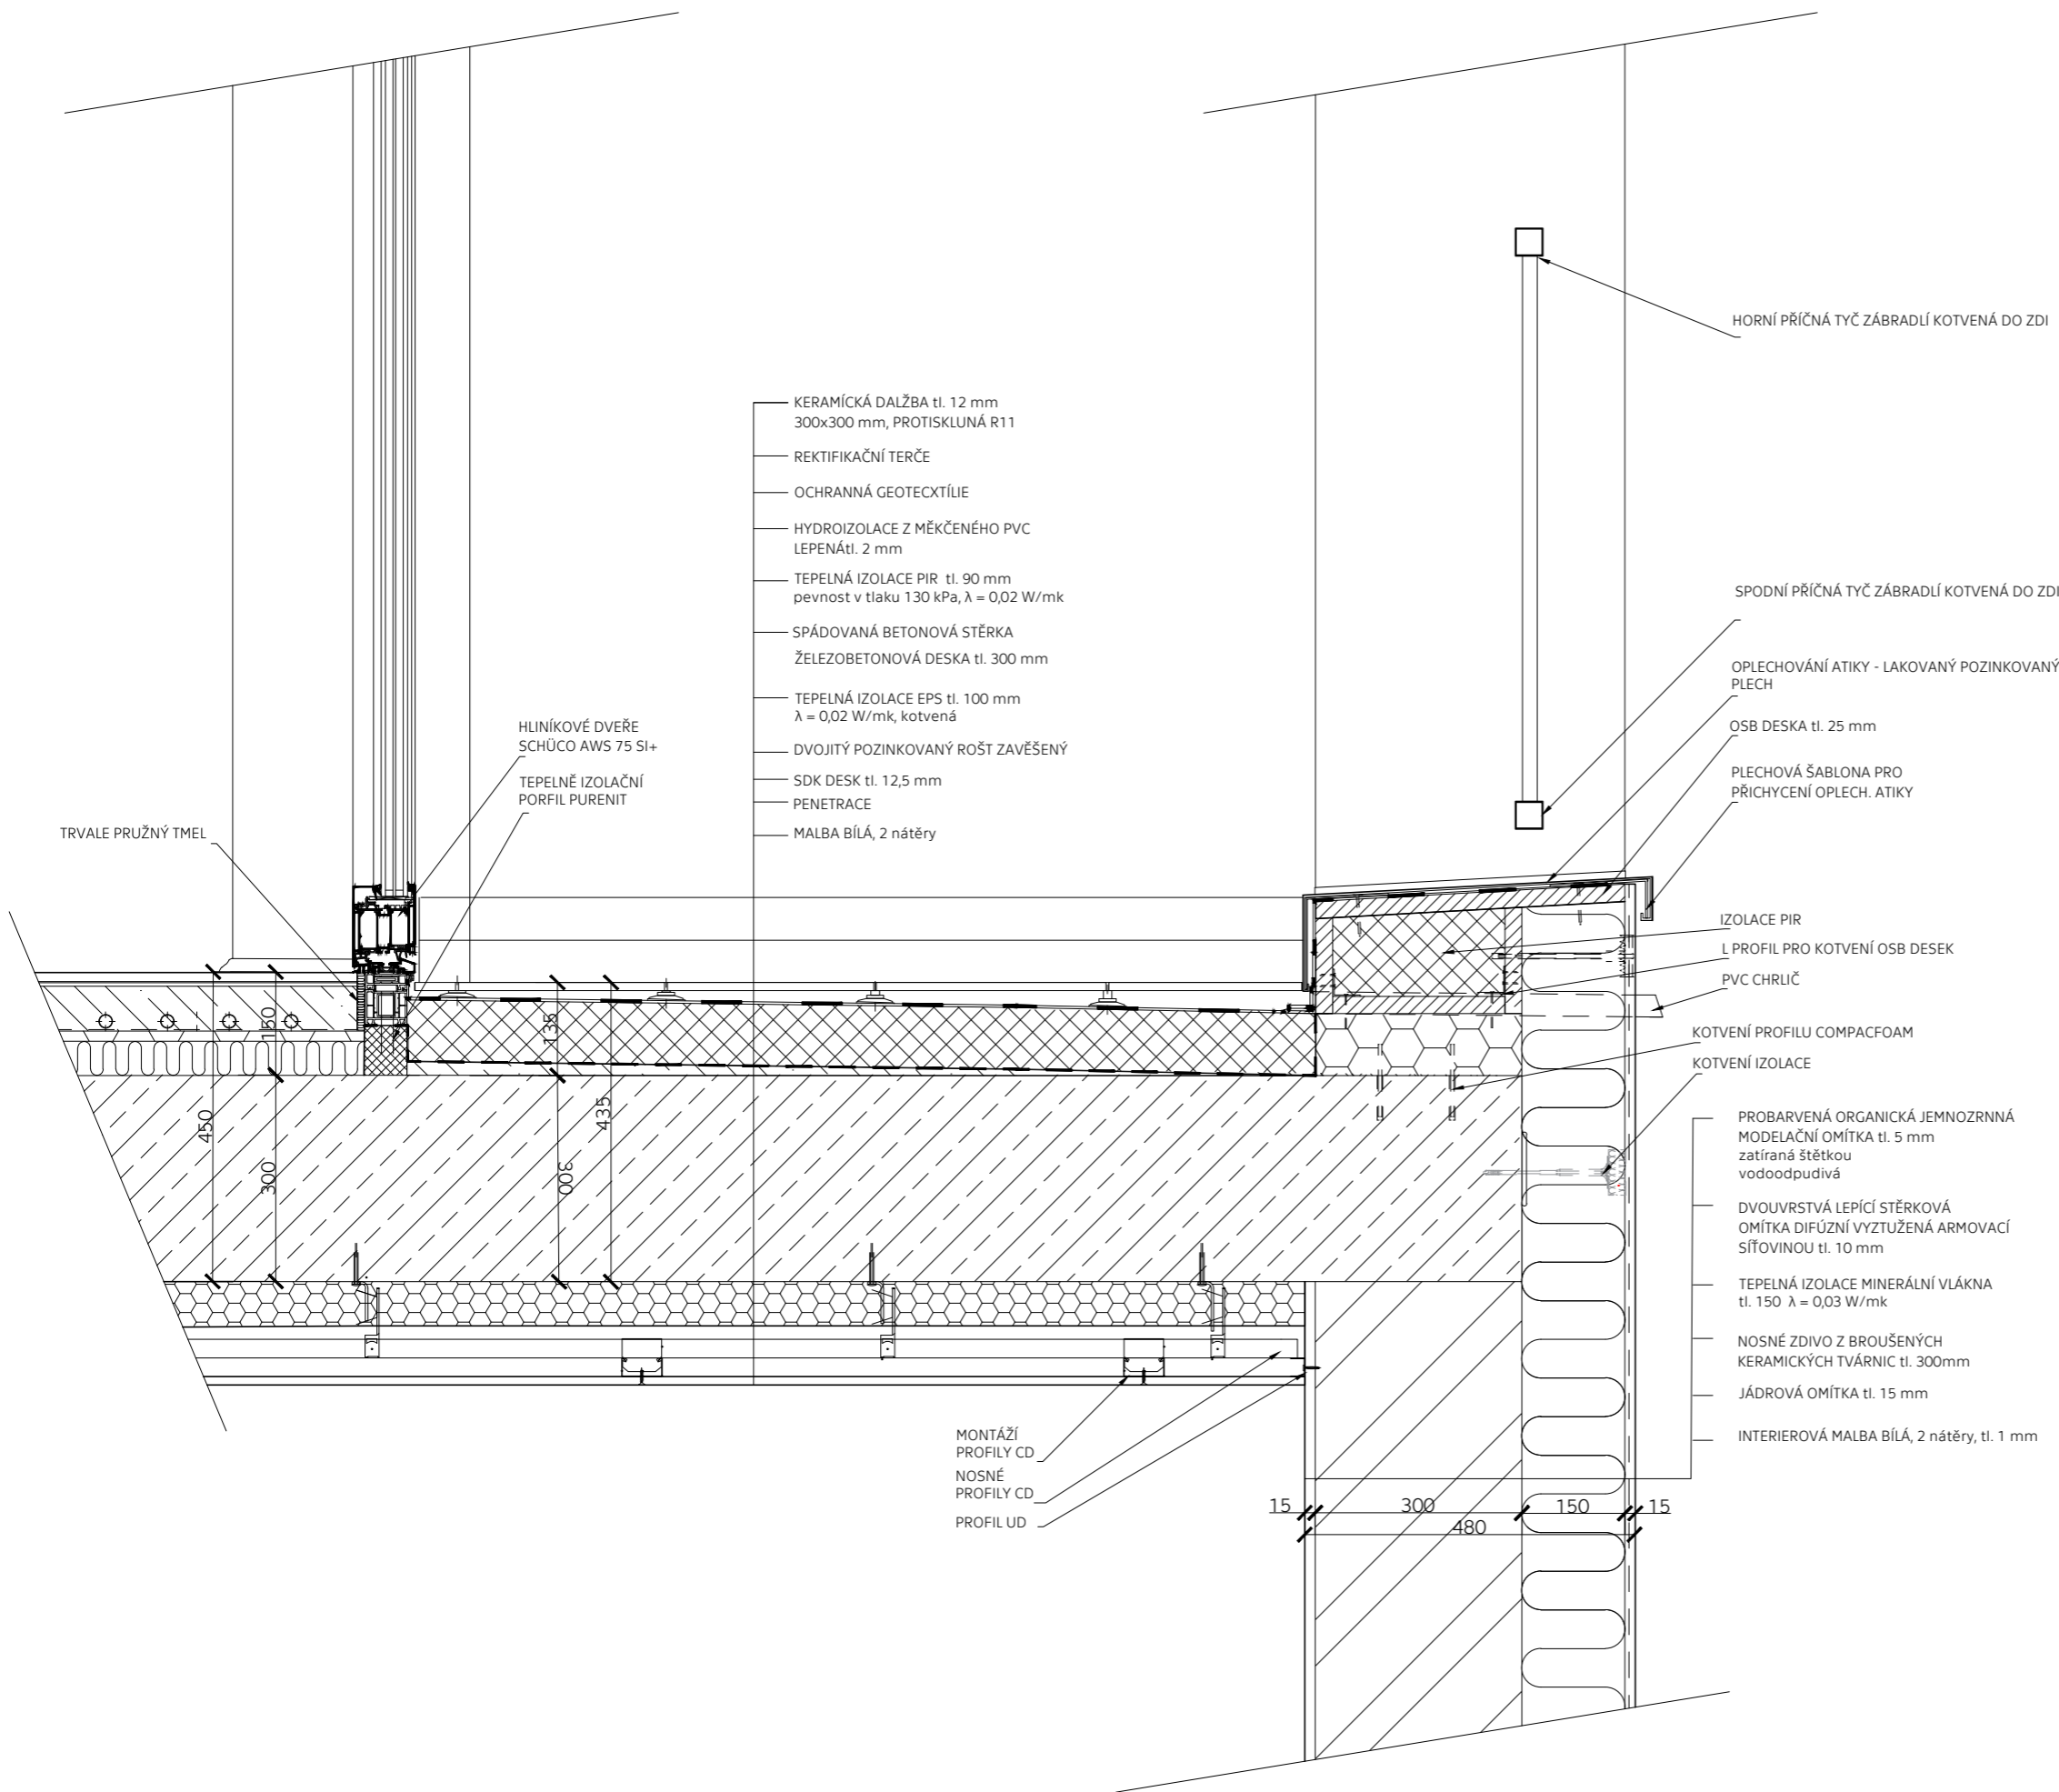 HORNÍ PŘÍČNÁ TYČ ZÁBRADLÍ KOTVENÁ DO ZDI
KERAMÍCKÁ DALŽBA tl. 12 mm
300x300 mm, PROTISKLUNÁ R11
REKTIFIKAČNÍ TERČE
OCHRANNÁ GEOTECXTÍLIE
HYDROIZOLACE Z MĚKČENÉHO PVC
LEPENÁtl. 2 mm
TEPELNÁ IZOLACE PIR tl. 90 mm
pevnost v tlaku 130 kPa, λ = 0,02 W/mk
SPÁDOVANÁ BETONOVÁ STĚRKA
ŽELEZOBETONOVÁ DESKA tl. 300 mm
TEPELNÁ IZOLACE EPS tl. 100 mm
λ = 0,02 W/mk, kotvená
DVOJITÝ POZINKOVANÝ ROŠT ZAVĚŠENÝ
SDK DESK tl. 12,5 mm
PENETRACE
MALBA BÍLÁ, 2 nátěry
HLINÍKOVÉ DVEŘE
SCHÜCO AWS 75 SI+
TEPELNĚ IZOLAČNÍ
PORFIL PURENIT
TRVALE PRUŽNÝ TMEL
SPODNÍ PŘÍČNÁ TYČ ZÁBRADLÍ KOTVENÁ DO ZDI
OPLECHOVÁNÍ ATIKY - LAKOVANÝ POZINKOVANÝ
PLECH
OSB DESKA tl. 25 mm
PLECHOVÁ ŠABLONA PRO
PŘICHYCENÍ OPLECH. ATIKY
IZOLACE PIR
L PROFIL PRO KOTVENÍ OSB DESEK
PVC CHRLIČ
KOTVENÍ PROFILU COMPACFOAM
KOTVENÍ IZOLACE
PROBARVENÁ ORGANICKÁ JEMNOZRNNÁ
MODELAČNÍ OMÍTKA tl. 5 mm
zatíraná štětkou
vodoodpudivá
DVOUVRSTVÁ LEPÍCÍ STĚRKOVÁ
OMÍTKA DIFÚZNÍ VYZTUŽENÁ ARMOVACÍ
SÍŤOVINOU tl. 10 mm
TEPELNÁ IZOLACE MINERÁLNÍ VLÁKNA
tl. 150 λ = 0,03 W/mk
NOSNÉ ZDIVO Z BROUŠENÝCH
KERAMICKÝCH TVÁRNIC tl. 300mm
JÁDROVÁ OMÍTKA tl. 15 mm
INTERIEROVÁ MALBA BÍLÁ, 2 nátěry, tl. 1 mm
450
150
300
135
300
435
MONTÁŽÍ
PROFILY CD
NOSNÉ
PROFILY CD
PROFIL UD
15
300
150
15
480